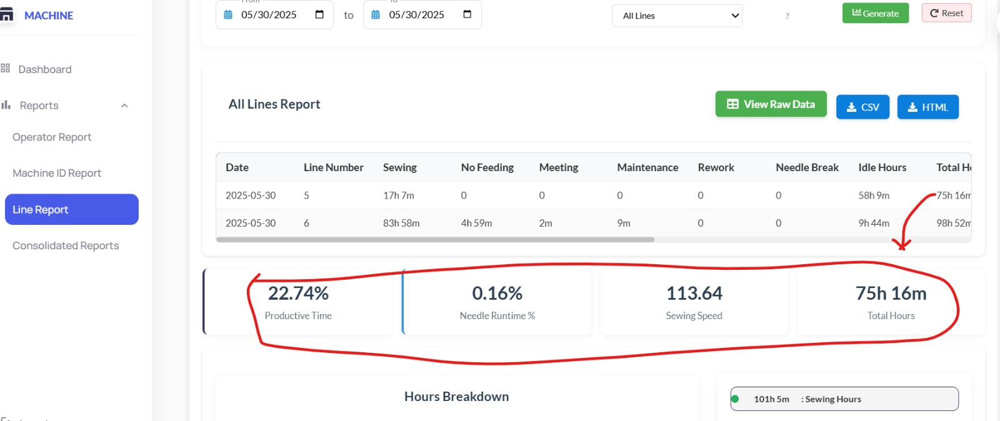 MACHINE
Dashboard
Reports
Operator Report
Machine ID Report
Line Report
Consolidated Reports
05/30/2025 to 05/30/2025 All Lines ? Generate Reset
All Lines Report View Raw Data CSV HTML
Date Line Number Sewing No Feeding Meeting Maintenance Rework Needle Break Idle Hours Total Ho
2025-05-30 5 17h 7m 0 0 0 0 0 58h 9m 75h 16m
2025-05-30 6 83h 58m 4h 59m 2m 9m 0 0 9h 44m 98h 52m
22.74% 0.16% 113.64 75h 16m
Productive Time Needle Runtime % Sewing Speed Total Hours
Hours Breakdown
101h 5m : Sewing Hours